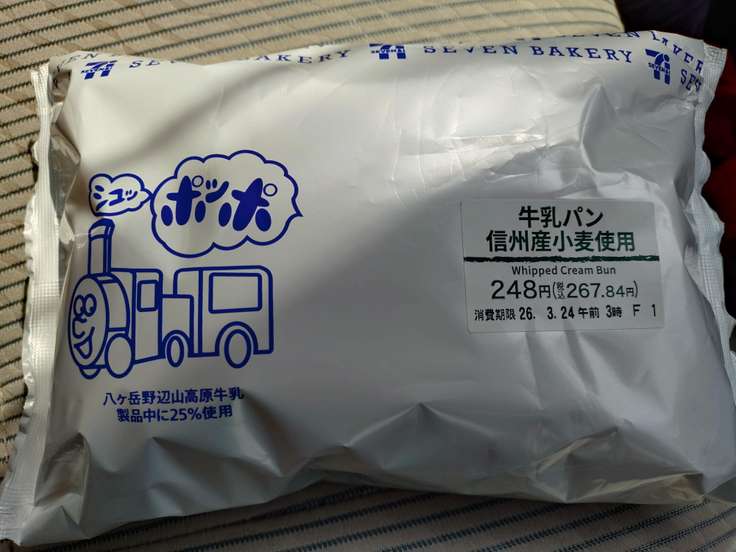 SEVEN BAKERY
SEVEN BAKERY
シュッ
ポッポ
八ヶ岳野辺山高原牛乳
製品中に25%使用
牛乳パン
信州産小麦使用
Whipped Cream Bun
248円(税込267.84円)
消費期限 26. 3. 24 午前 3時 F 1